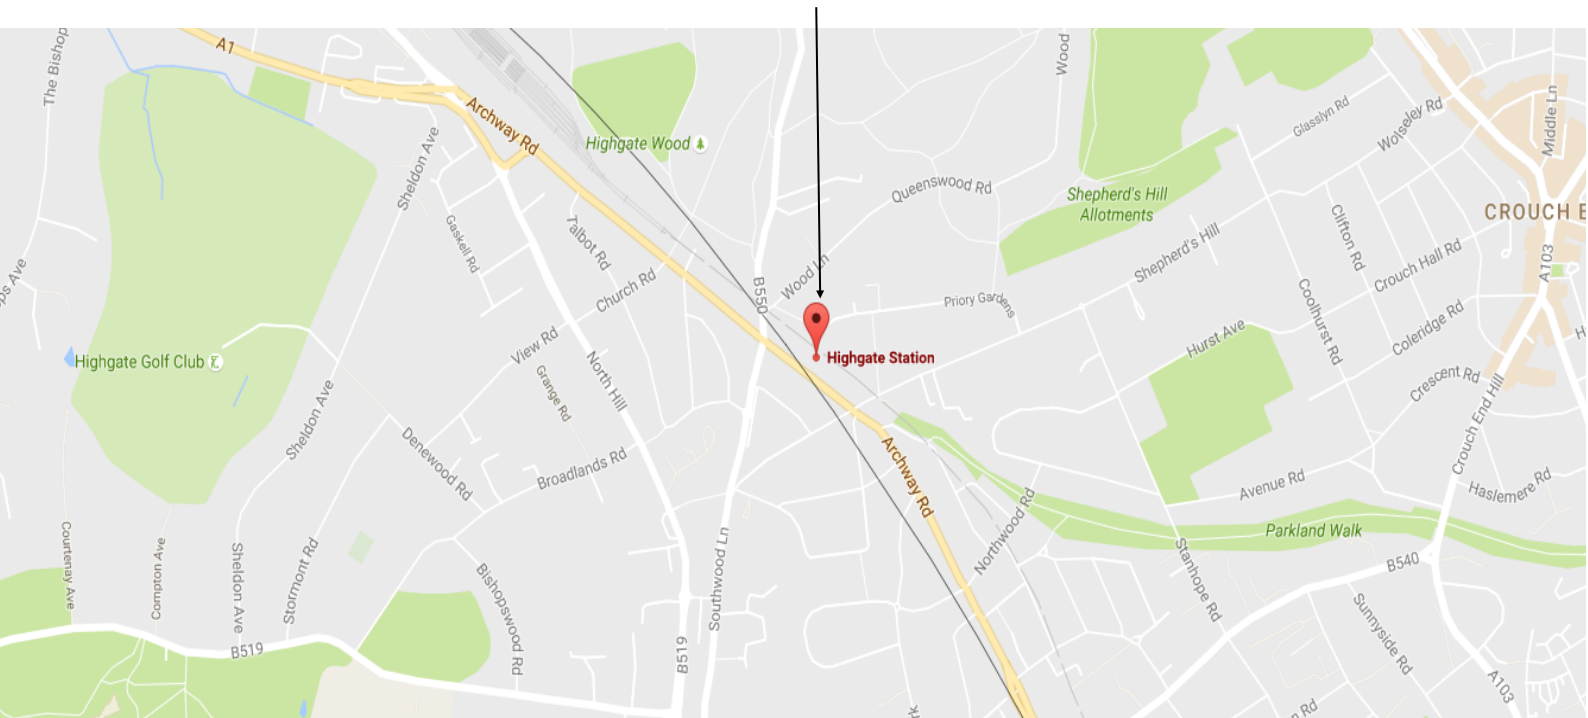 The Bishop
A1
Archway Rd
Wood
Middle Ln
Highgate Wood
Glasslyn Rd
Wolseley Rd
Sheldon Ave
Queenswood Rd
Shepherd's Hill
Allotments
CROUCH E
Gaskell Rd
Talbot Rd
Clifton Rd
Shepherd's Hill
Crouch Hall Rd
A103
ps Ave
Church Rd
B550
Wood Ln
Priory Gardens
Coolhurst Rd
Coleridge Rd
H
Highgate Golf Club
View Rd
Highgate Station
Hurst Ave
North Hill
Grange Rd
Crescent Rd
Sheldon Ave
Crouch End Hill
Denewood Rd
Broadlands Rd
Archway Rd
Avenue Rd
Haslemere Rd
Northwood Rd
Parkland Walk
Courtenay Ave
Compton Ave
Sheldon Ave
Stormont Rd
Bishopswood Rd
Southwood Ln
Stanhope Rd
B540
Sunnyside Rd
B519
B519
A103
n Rd
rk